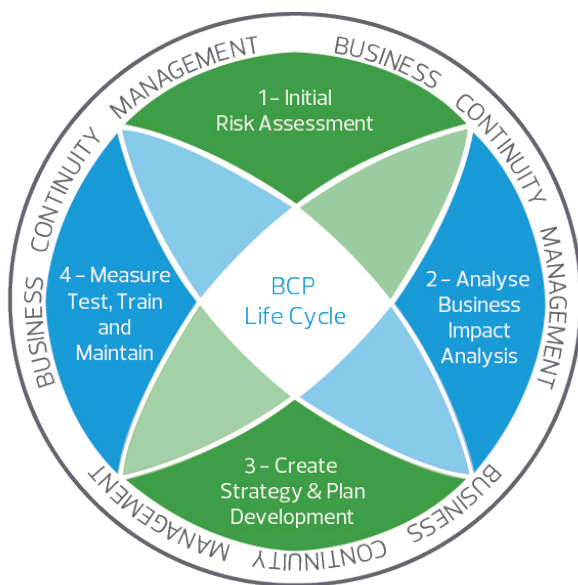 BUSINESS CONTINUITY MANAGEMENT
BUSINESS CONTINUITY MANAGEMENT
BUSINESS CONTINUITY MANAGEMENT
1 - Initial
Risk Assessment
2 - Analyse
Business
Impact
Analysis
3 - Create
Strategy & Plan
Development
4 - Measure
Test, Train
and
Maintain
BCP
Life Cycle